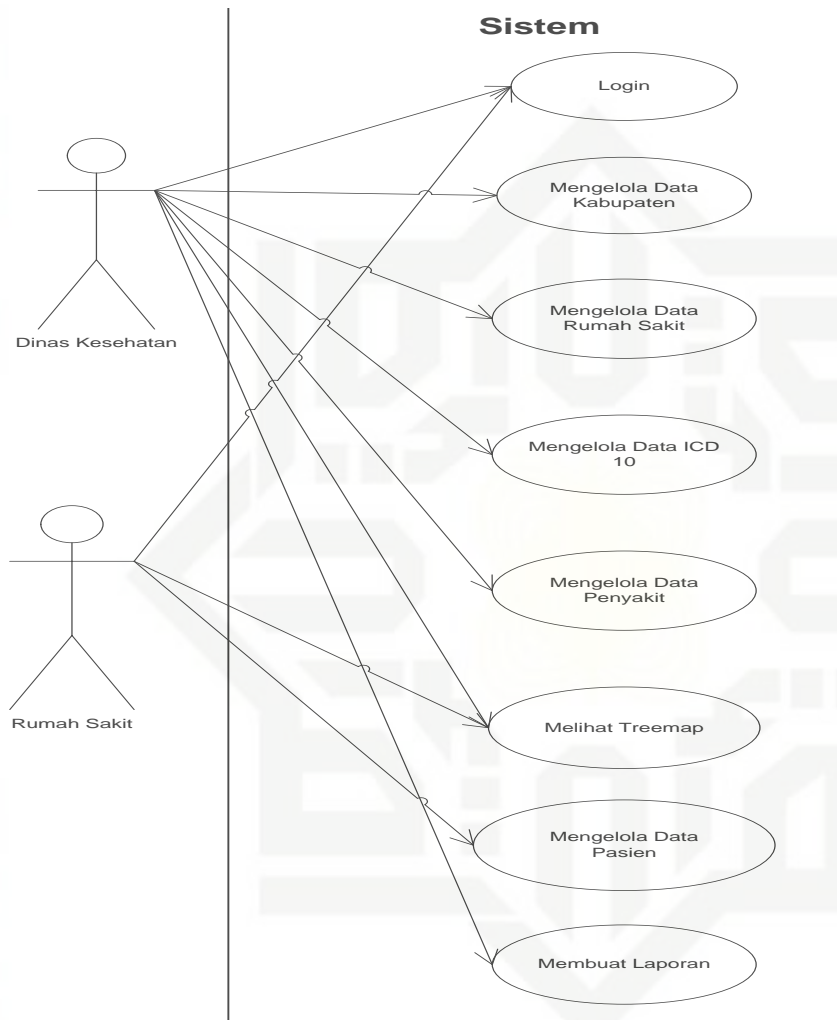 Sistem
Login
Mengelola Data
Kabupaten
Mengelola Data
Rumah Sakit
Dinas Kesehatan
Mengelola Data ICD
10
Mengelola Data
Penyakit
Rumah Sakit
Melihat Treemap
Mengelola Data
Pasien
Membuat Laporan